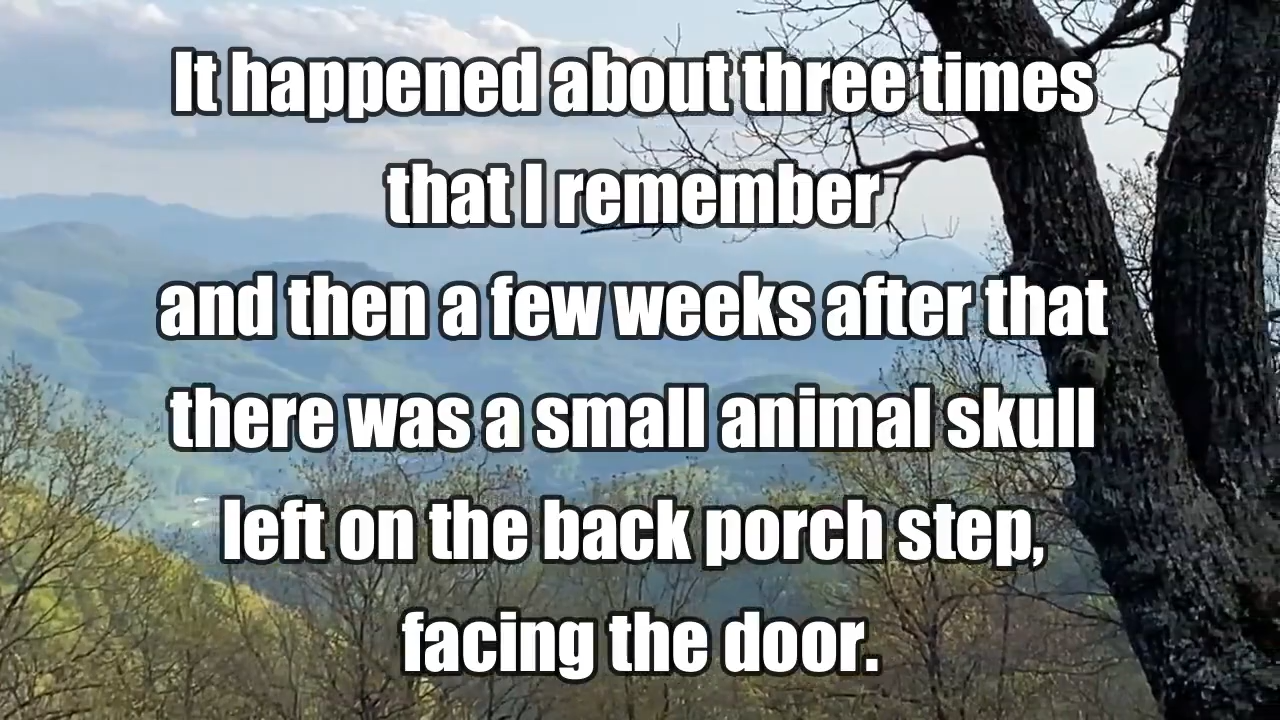 It happened about three times
that I remember
and then a few weeks after that
there was a small animal skull
left on the back porch step,
facing the door.